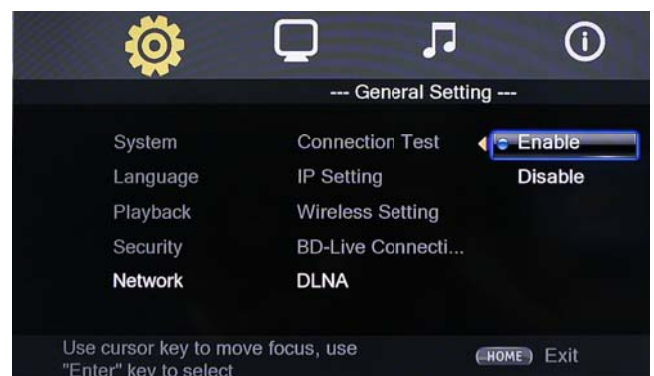 --- General Setting ---
System
Language
Playback
Security
Network
Connection Test
IP Setting
Wireless Setting
BD-Live Connecti...
DLNA
Enable
Disable
Use cursor key to move focus, use
"Enter" key to select
HOME Exit